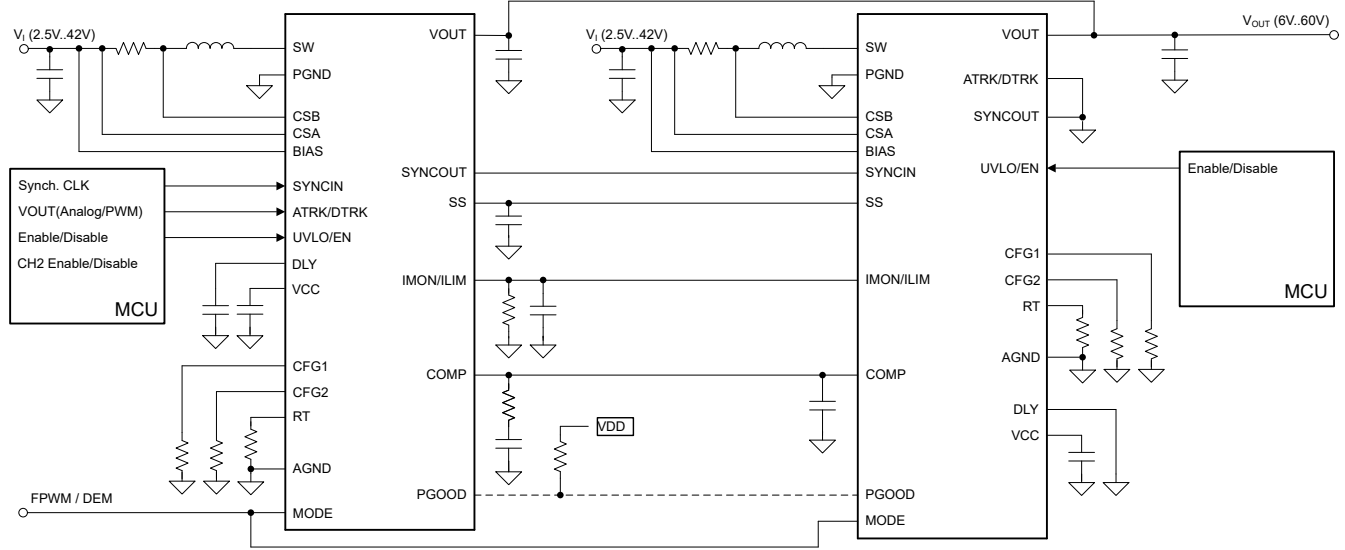 VI (2.5V..42V)
SW
PGND
CSB
CSA
BIAS
SYNCIN
ATRK/DTRK
UVLO/EN
DLY
VCC
CFG1
CFG2
RT
AGND
MODE
Synch. CLK
VOUT(Analog/PWM)
Enable/Disable
CH2 Enable/Disable
MCU
FPWM / DEM
VOUT
SYNCOUT
SS
IMON/ILIM
COMP
PGOOD
VDD
VI (2.5V..42V)
SW
PGND
CSB
CSA
BIAS
SYNCIN
SS
IMON/ILIM
COMP
PGOOD
MODE
VOUT
ATRK/DTRK
SYNCOUT
UVLO/EN
CFG1
CFG2
RT
AGND
DLY
VCC
VOUT (6V..60V)
Enable/Disable
MCU